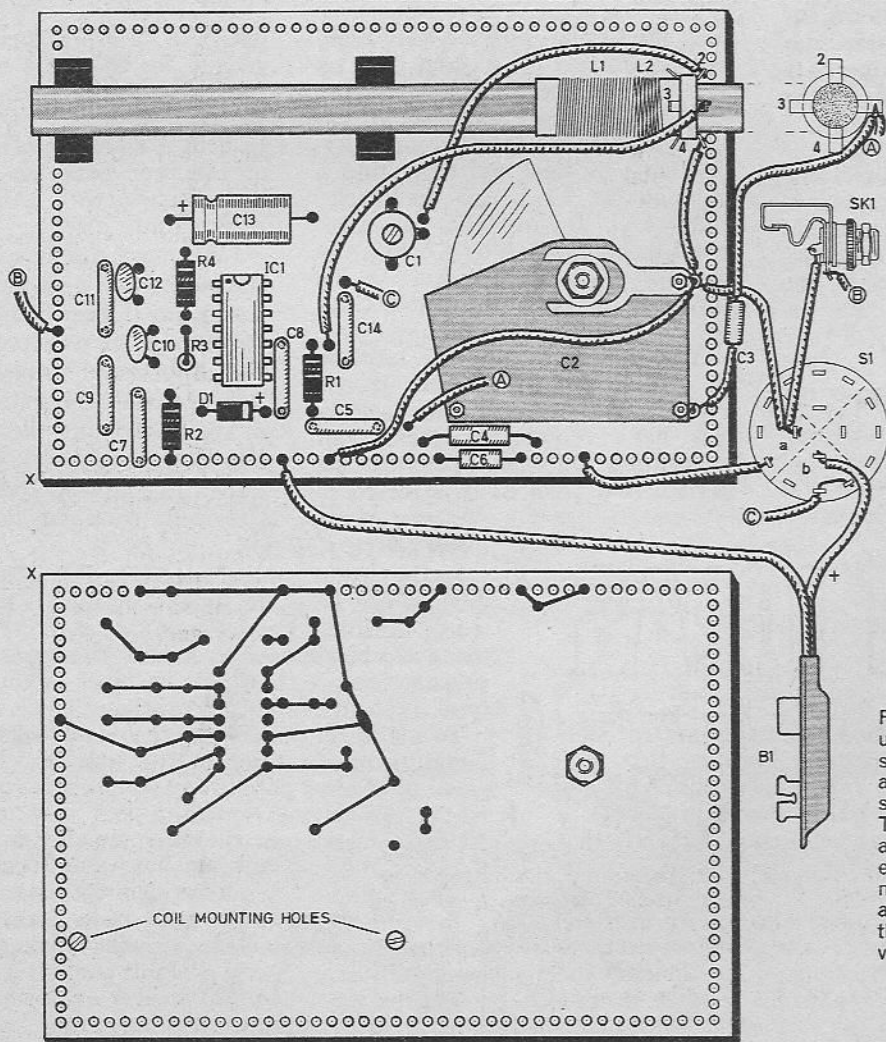 L1 L2
2
3
4
2
3
4
A
SK1
B
+
C13
C1
R4
IC1
C12
C11
B
C
C14
C8
C10
R3
R1
C2
C3
S1
C9
D1 +
A
C7
R2
C5
C4
C6
a
b
C
X
+
X
B1
COIL MOUNTING HOLES